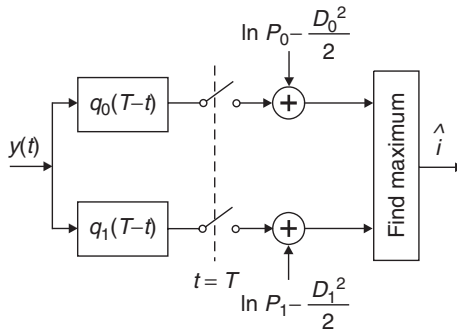 ln P₀ − D₀²/2
q₀(T−t)
y(t)
q₁(T−t)
t = T
ln P₁ − D₁²/2
Find maximum
î